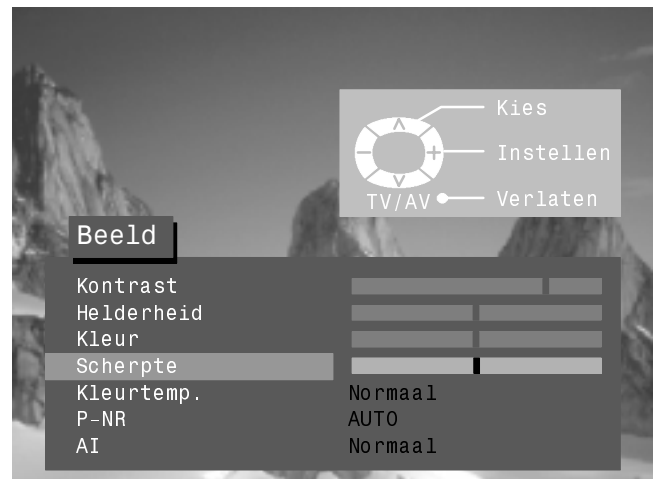 Kies
Instellen
TV/AV Verlaten
Beeld
Kontrast
Helderheid
Kleur
Scherpte
Kleurtemp. Normaal
P-NR AUTO
AI Normaal